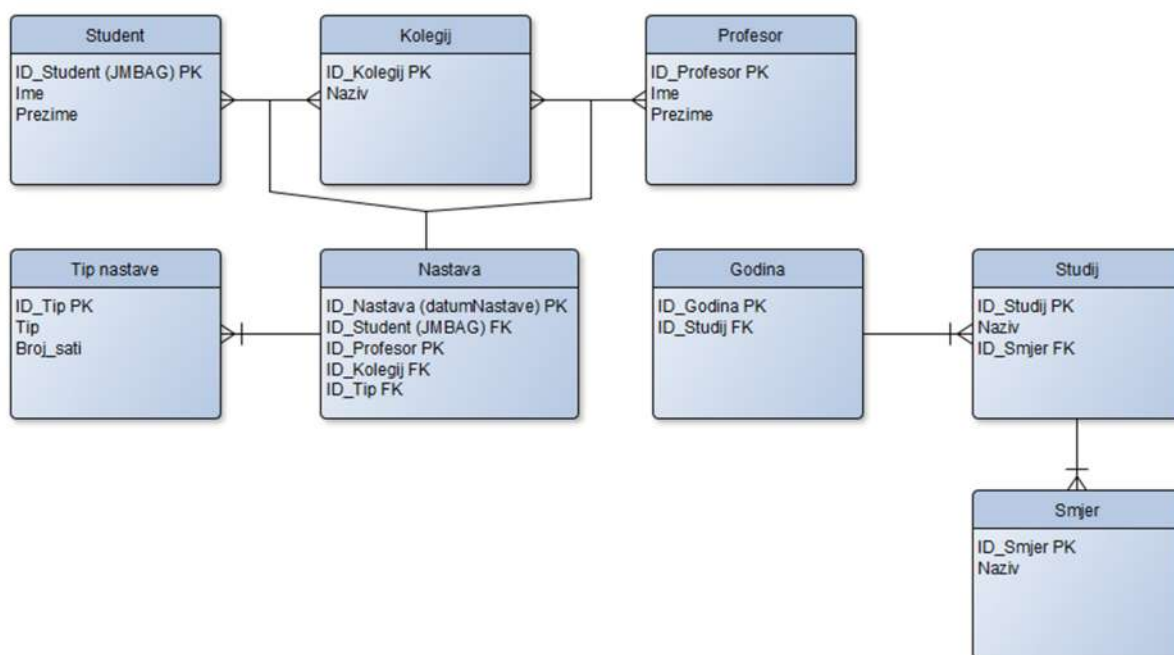 Student
ID_Student (JMBAG) PK
Ime
Prezime
Kolegij
ID_Kolegij PK
Naziv
Profesor
ID_Profesor PK
Ime
Prezime
Tip nastave
ID_Tip PK
Tip
Broj_sati
Nastava
ID_Nastava (datumNastave) PK
ID_Student (JMBAG) FK
ID_Profesor PK
ID_Kolegij FK
ID_Tip FK
Godina
ID_Godina PK
ID_Studij FK
Studij
ID_Studij PK
Naziv
ID_Smjer FK
Smjer
ID_Smjer PK
Naziv